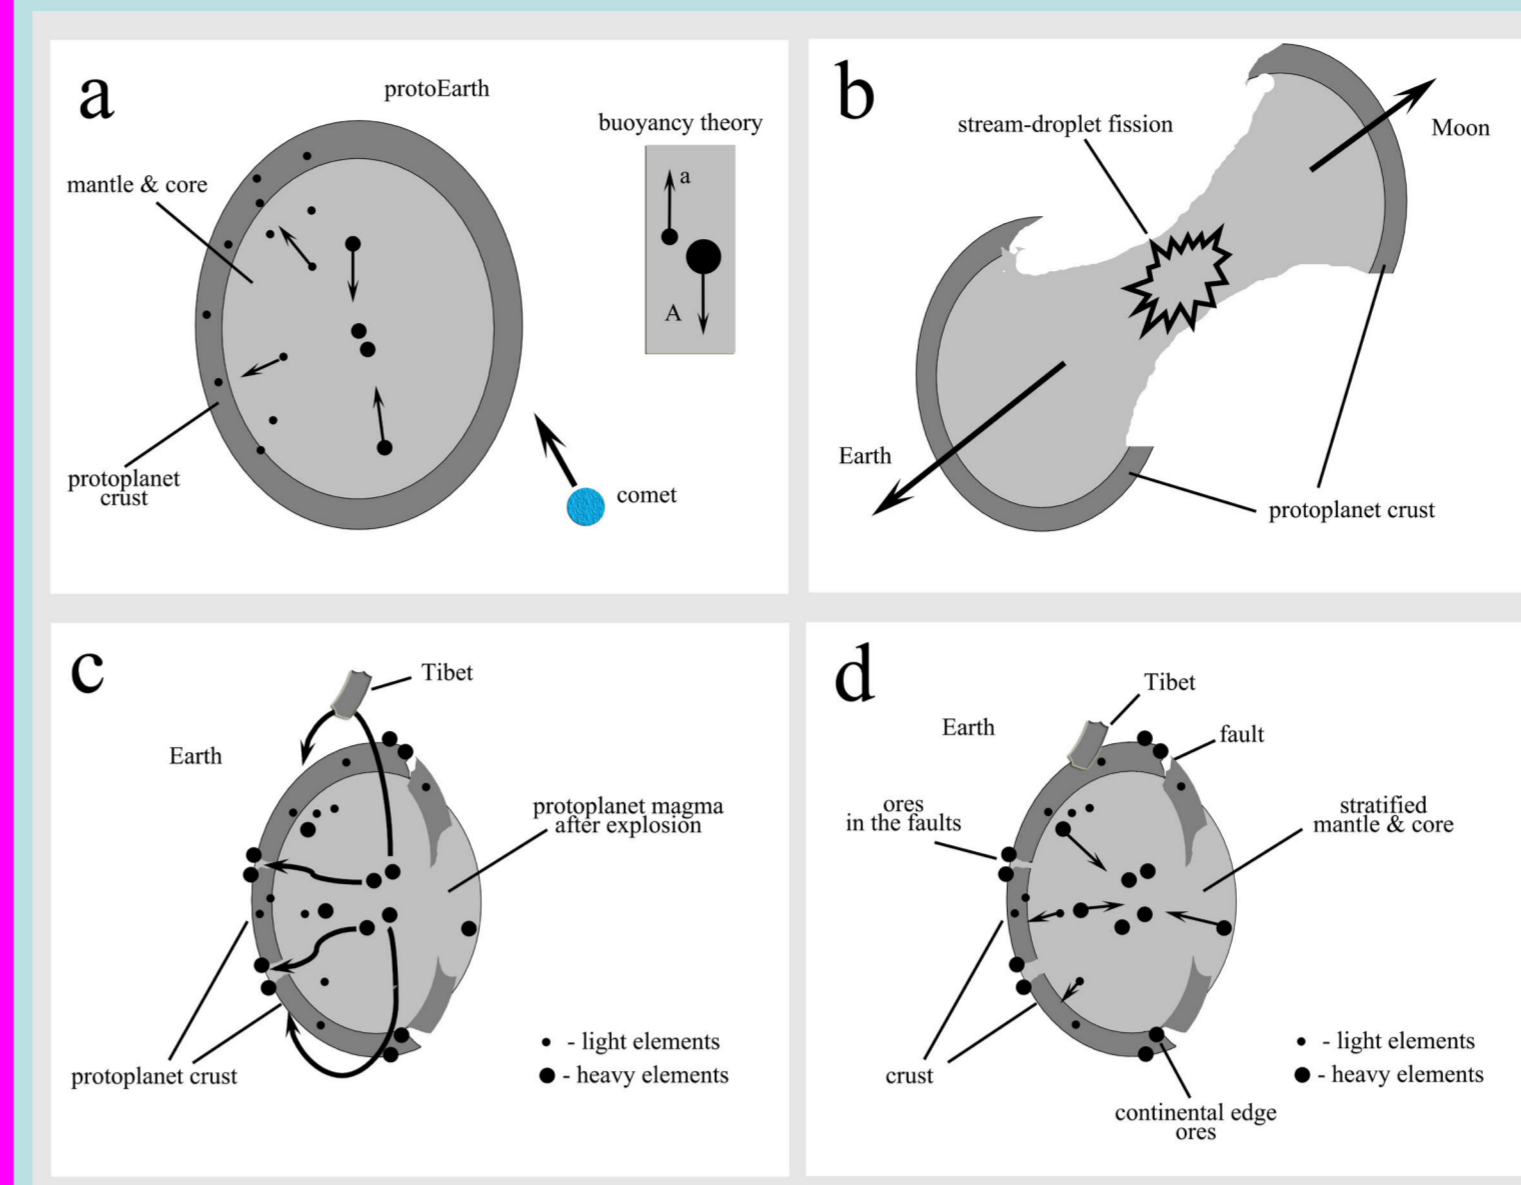 a
protoEarth
buoyancy theory
a
A
mantle & core
protoplanet
crust
comet
b
stream-droplet fission
Moon
Earth
protoplanet crust
c
Tibet
Earth
protoplanet magma
after explosion
protoplanet crust
- light elements
- heavy elements
d
Tibet
Earth
fault
ores
in the faults
stratified
mantle & core
crust
- light elements
- heavy elements
continental edge
ores